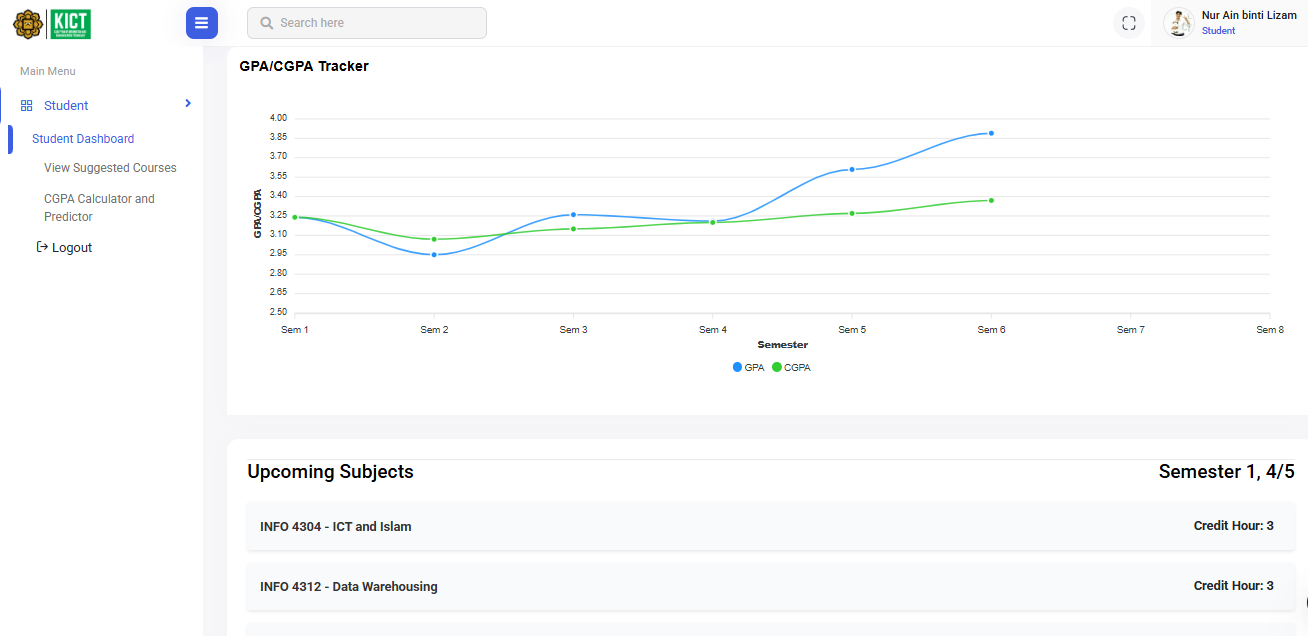 KICT
Search here
Nur Ain binti Lizam
Student
Main Menu
Student
Student Dashboard
View Suggested Courses
CGPA Calculator and
Predictor
Logout
GPA/CGPA Tracker
4.00
3.85
3.70
3.55
3.40
3.25
3.10
2.95
2.80
2.65
2.50
GPA/CGPA
Sem 1 Sem 2 Sem 3 Sem 4 Sem 5 Sem 6 Sem 7 Sem 8
Semester
GPA CGPA
Upcoming Subjects Semester 1, 4/5
INFO 4304 - ICT and Islam Credit Hour: 3
INFO 4312 - Data Warehousing Credit Hour: 3